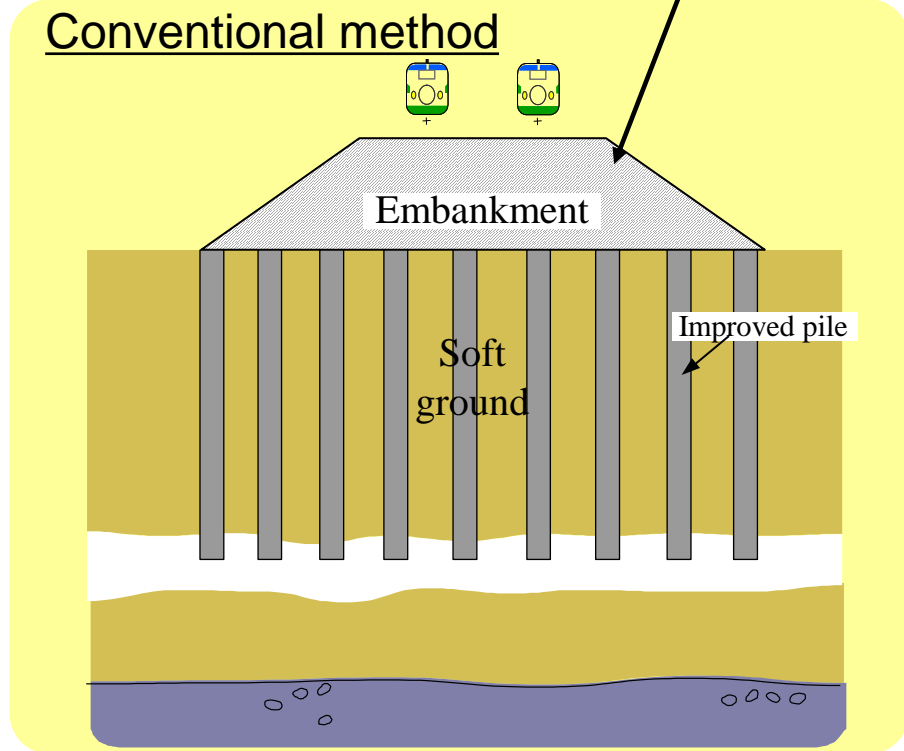 Conventional method
Embankment
Improved pile
Soft
ground